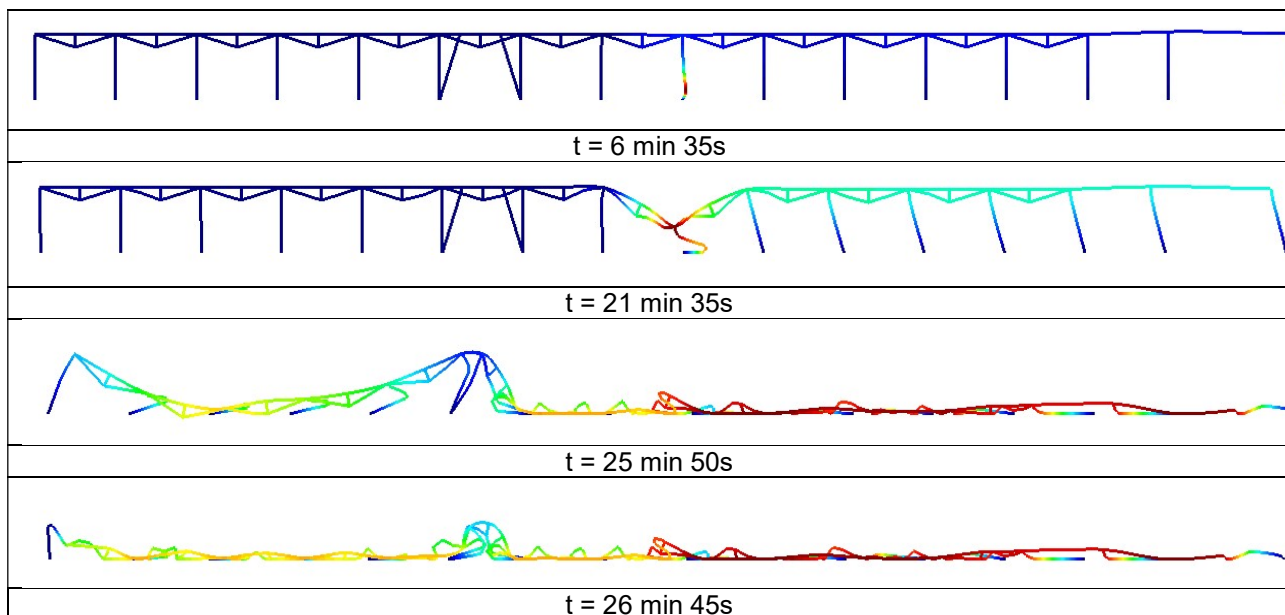 t = 6 min 35s
t = 21 min 35s
t = 25 min 50s
t = 26 min 45s